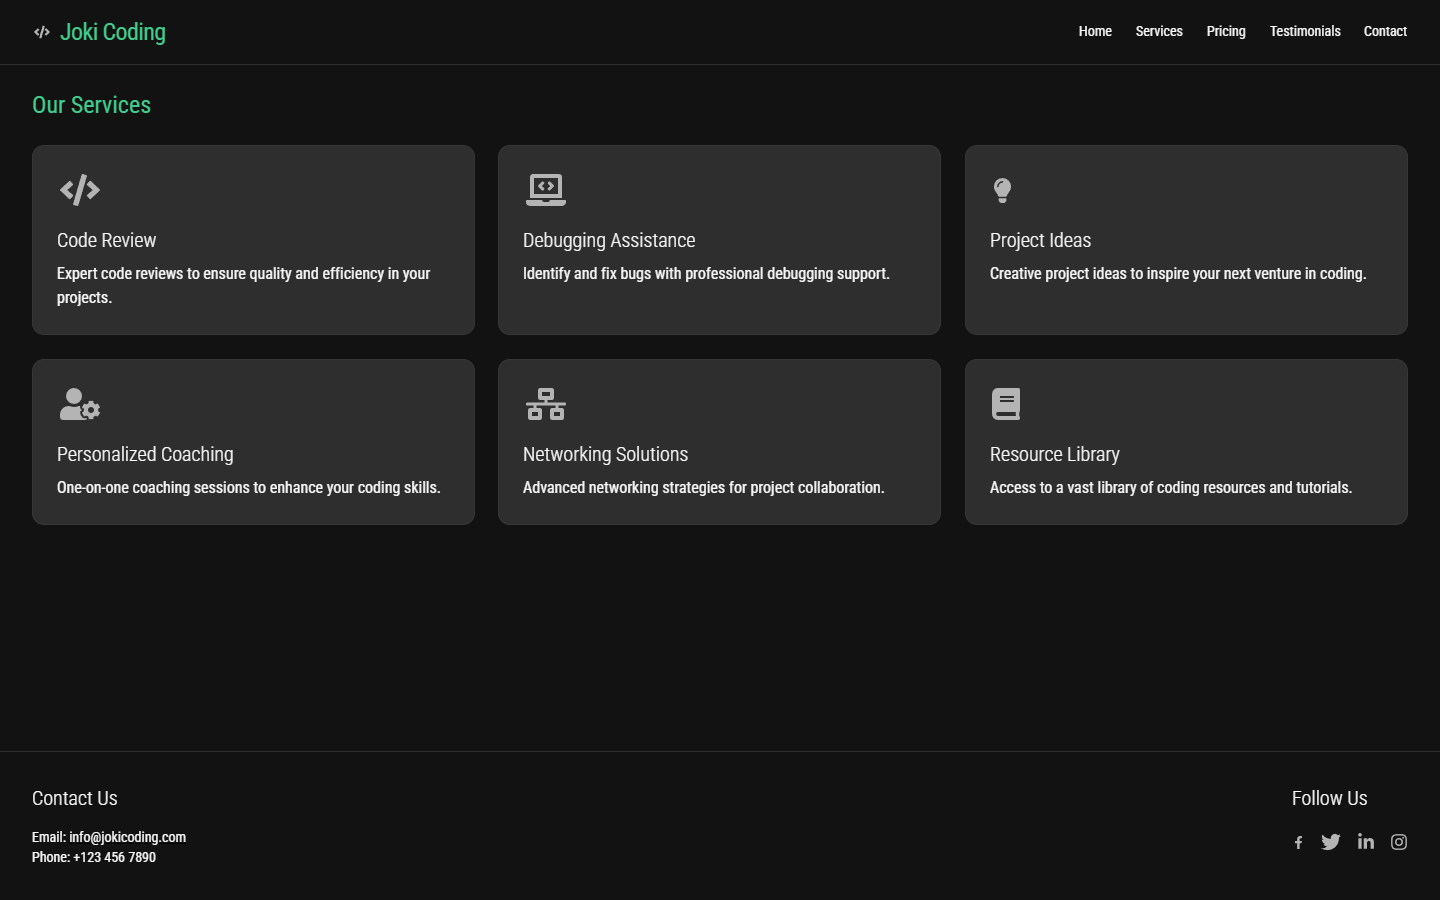 Joki Coding
Home Services Pricing Testimonials Contact
Our Services
Code Review
Expert code reviews to ensure quality and efficiency in your
projects.
Debugging Assistance
Identify and fix bugs with professional debugging support.
Project Ideas
Creative project ideas to inspire your next venture in coding.
Personalized Coaching
One-on-one coaching sessions to enhance your coding skills.
Networking Solutions
Advanced networking strategies for project collaboration.
Resource Library
Access to a vast library of coding resources and tutorials.
Contact Us
Email: info@jokicoding.com
Phone: +123 456 7890
Follow Us